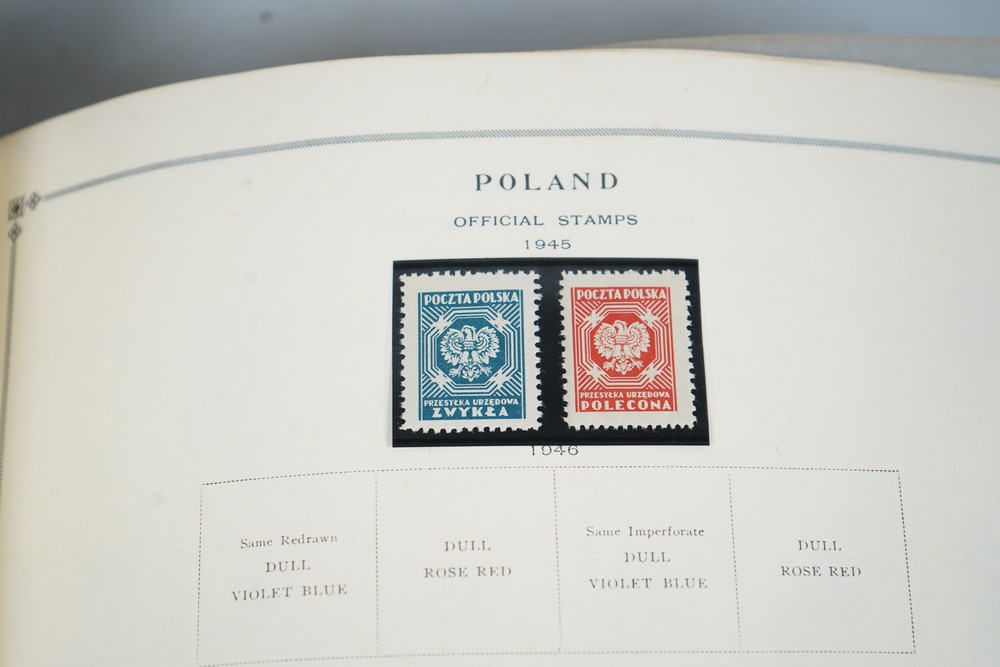 POLAND
OFFICIAL STAMPS
1945
POCZTA POLSKA
PRZESYŁKA URZĘDOWA
ZWYKŁA
POCZTA POLSKA
PRZESYŁKA URZĘDOWA
POLECONA
1946
Same Redrawn
DULL
VIOLET BLUE
DULL
ROSE RED
Same Imperforate
DULL
VIOLET BLUE
DULL
ROSE RED